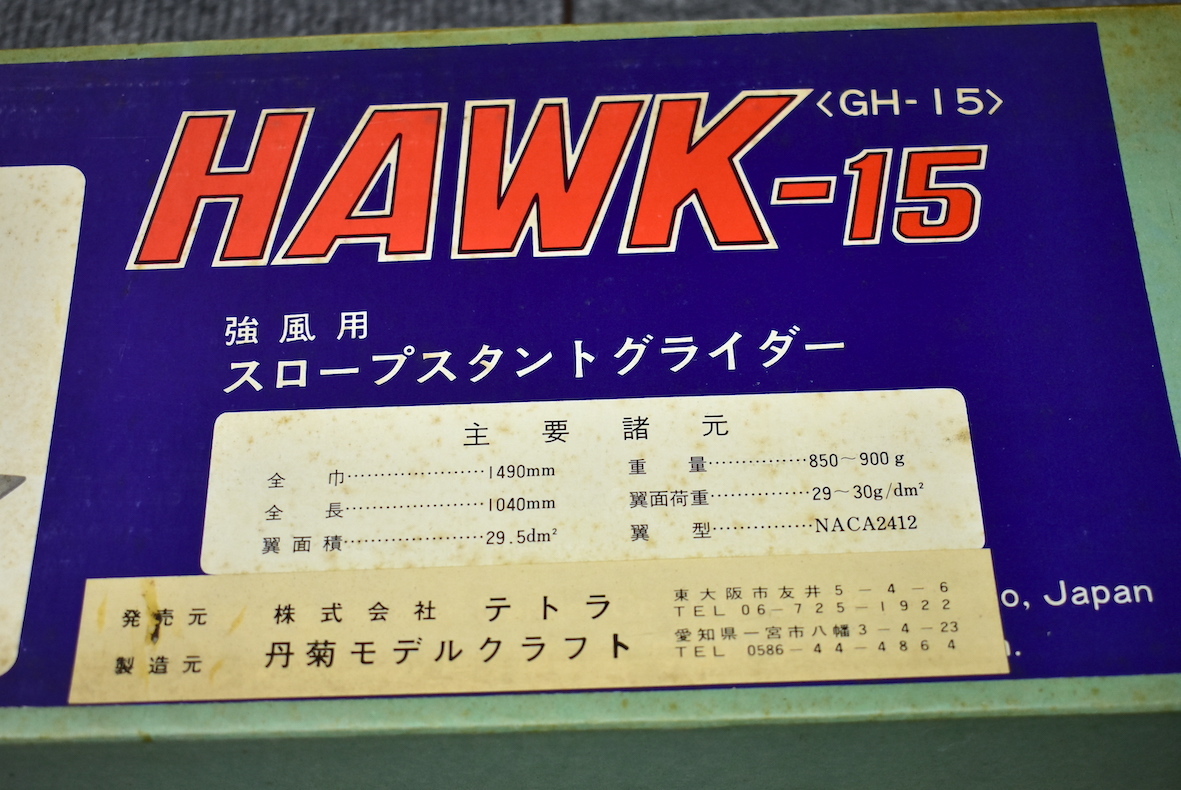 HAWK-15
<GH-15>
強風用
スロープスタントグライダー
主要諸元
全巾…………………1490mm
全長…………………1040mm
翼面積…………………29.5dm²
重量……………850~900g
翼面荷重……………29~30g/dm²
翼型……………NACA2412
発売元 株式会社 テトラ 東大阪市友井5-4-6
TEL 06-725-1922
製造元 丹菊モデルクラフト 愛知県一宮市八幡3-4-23
TEL 0586-44-4864
o, Japan